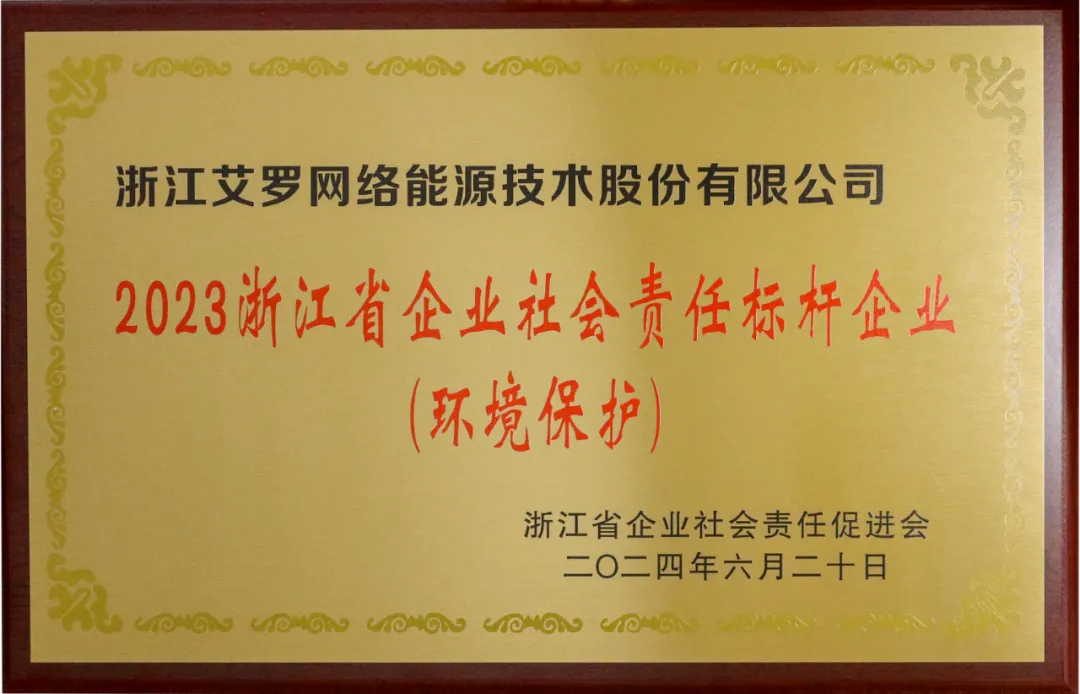 浙江艾罗网络能源技术股份有限公司
2023浙江省企业社会责任标杆企业
(环境保护)
浙江省企业社会责任促进会
二〇二四年六月二十日